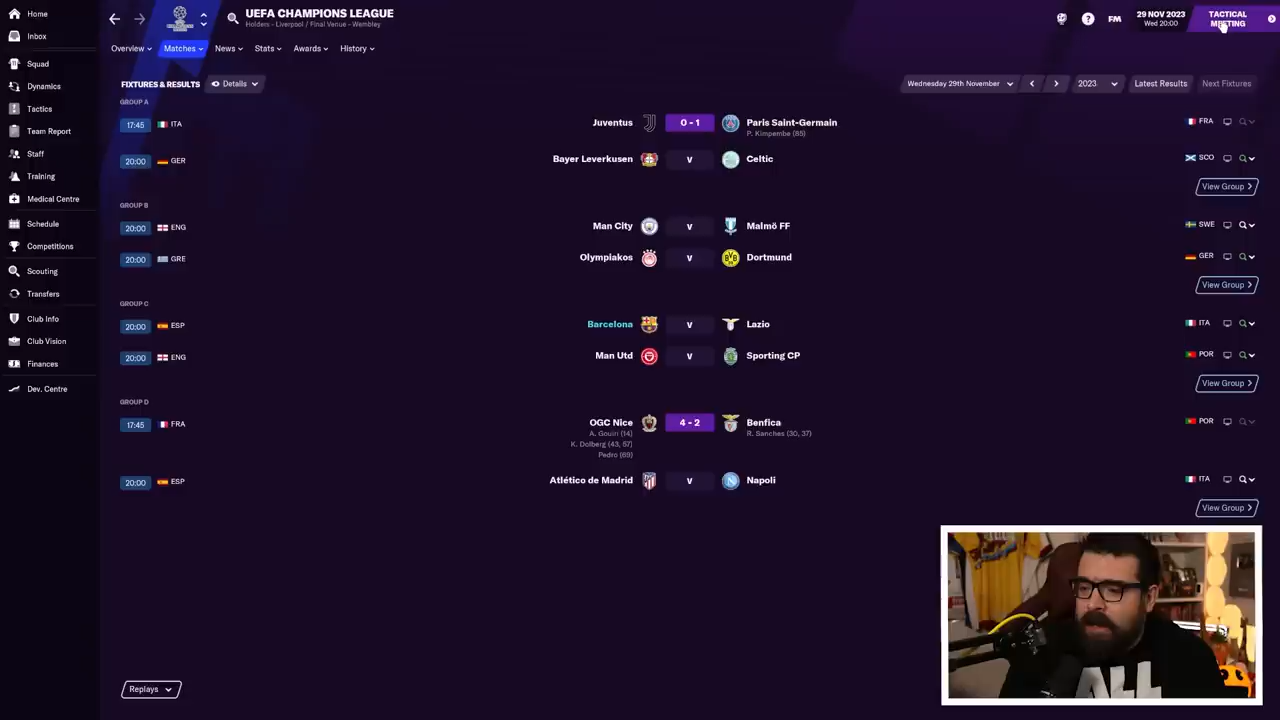 Home
UEFA CHAMPIONS LEAGUE
Holders - Liverpool / Final Venue - Wembley
FM
29 NOV 2023
Wed 20:00
TACTICAL
MEETING
Inbox
Overview
Matches
News
Stats
Awards
History
Squad
Dynamics
Tactics
Team Report
Staff
Training
Medical Centre
Schedule
Competitions
Scouting
Transfers
Club Info
Club Vision
Finances
Dev. Centre
FIXTURES & RESULTS
Details
Wednesday 29th November
2023
Latest Results
Next Fixtures
GROUP A
17:45 ITA Juventus 0 - 1 Paris Saint-Germain FRA
P. Kimpembe (85)
20:00 GER Bayer Leverkusen v Celtic SCO
View Group
GROUP B
20:00 ENG Man City v Malmö FF SWE
20:00 GRE Olympiakos v Dortmund GER
View Group
GROUP C
20:00 ESP Barcelona v Lazio ITA
20:00 ENG Man Utd v Sporting CP POR
View Group
GROUP D
17:45 FRA OGC Nice 4 - 2 Benfica POR
A. Gouiri (14) R. Sanches (30, 37)
K. Dolberg (43, 57)
Pedro (69)
20:00 ESP Atlético de Madrid v Napoli ITA
View Group
Replays
ALL